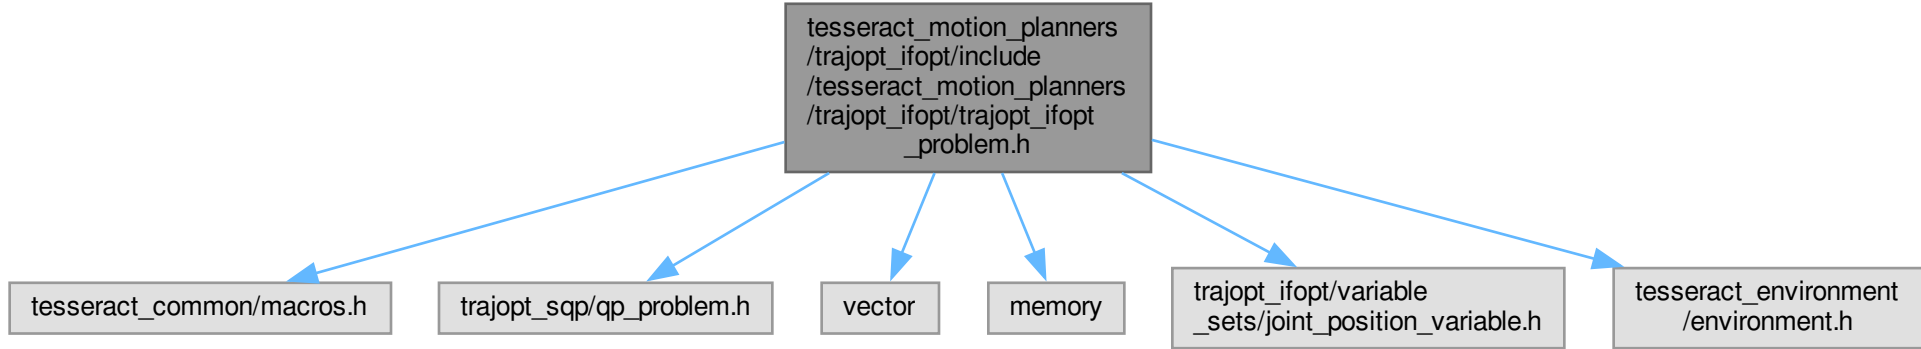 tesseract_motion_planners
/trajopt_ifopt/include
/tesseract_motion_planners
/trajopt_ifopt/trajopt_ifopt
_problem.h
tesseract_common/macros.h
trajopt_sqp/qp_problem.h
vector
memory
trajopt_ifopt/variable
_sets/joint_position_variable.h
tesseract_environment
/environment.h